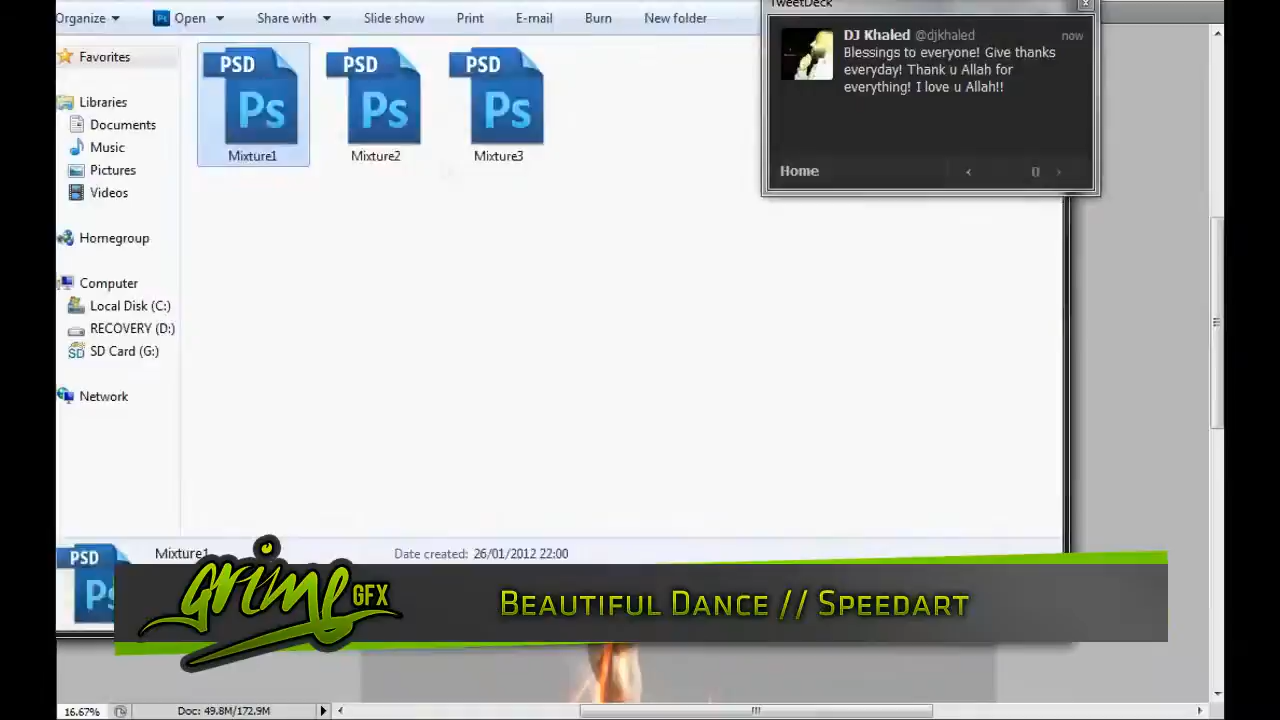 Organize Open Share with Slide show Print E-mail Burn New folder
TweetDeck
DJ Khaled @djkhaled now
Blessings to everyone! Give thanks
everyday! Thank u Allah for
everything! I love u Allah!!
Home 0
Favorites
Libraries
Documents
Music
Pictures
Videos
Homegroup
Computer
Local Disk (C:)
RECOVERY (D:)
SD Card (G:)
Network
PSD PSD PSD
Ps Ps Ps
Mixture1 Mixture2 Mixture3
PSD
Ps
Mixture1 Date created: 26/01/2012 22:00
grime GFX
Beautiful Dance // Speedart
16.67% Doc: 49.8M/172.9M